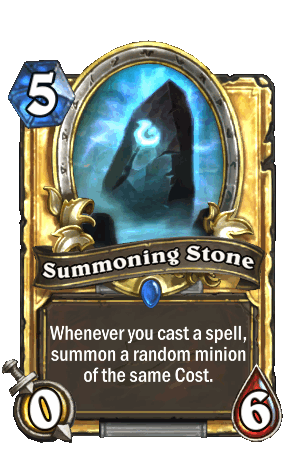 5
Summoning Stone
Whenever you cast a spell,
summon a random minion
of the same Cost.
0
6